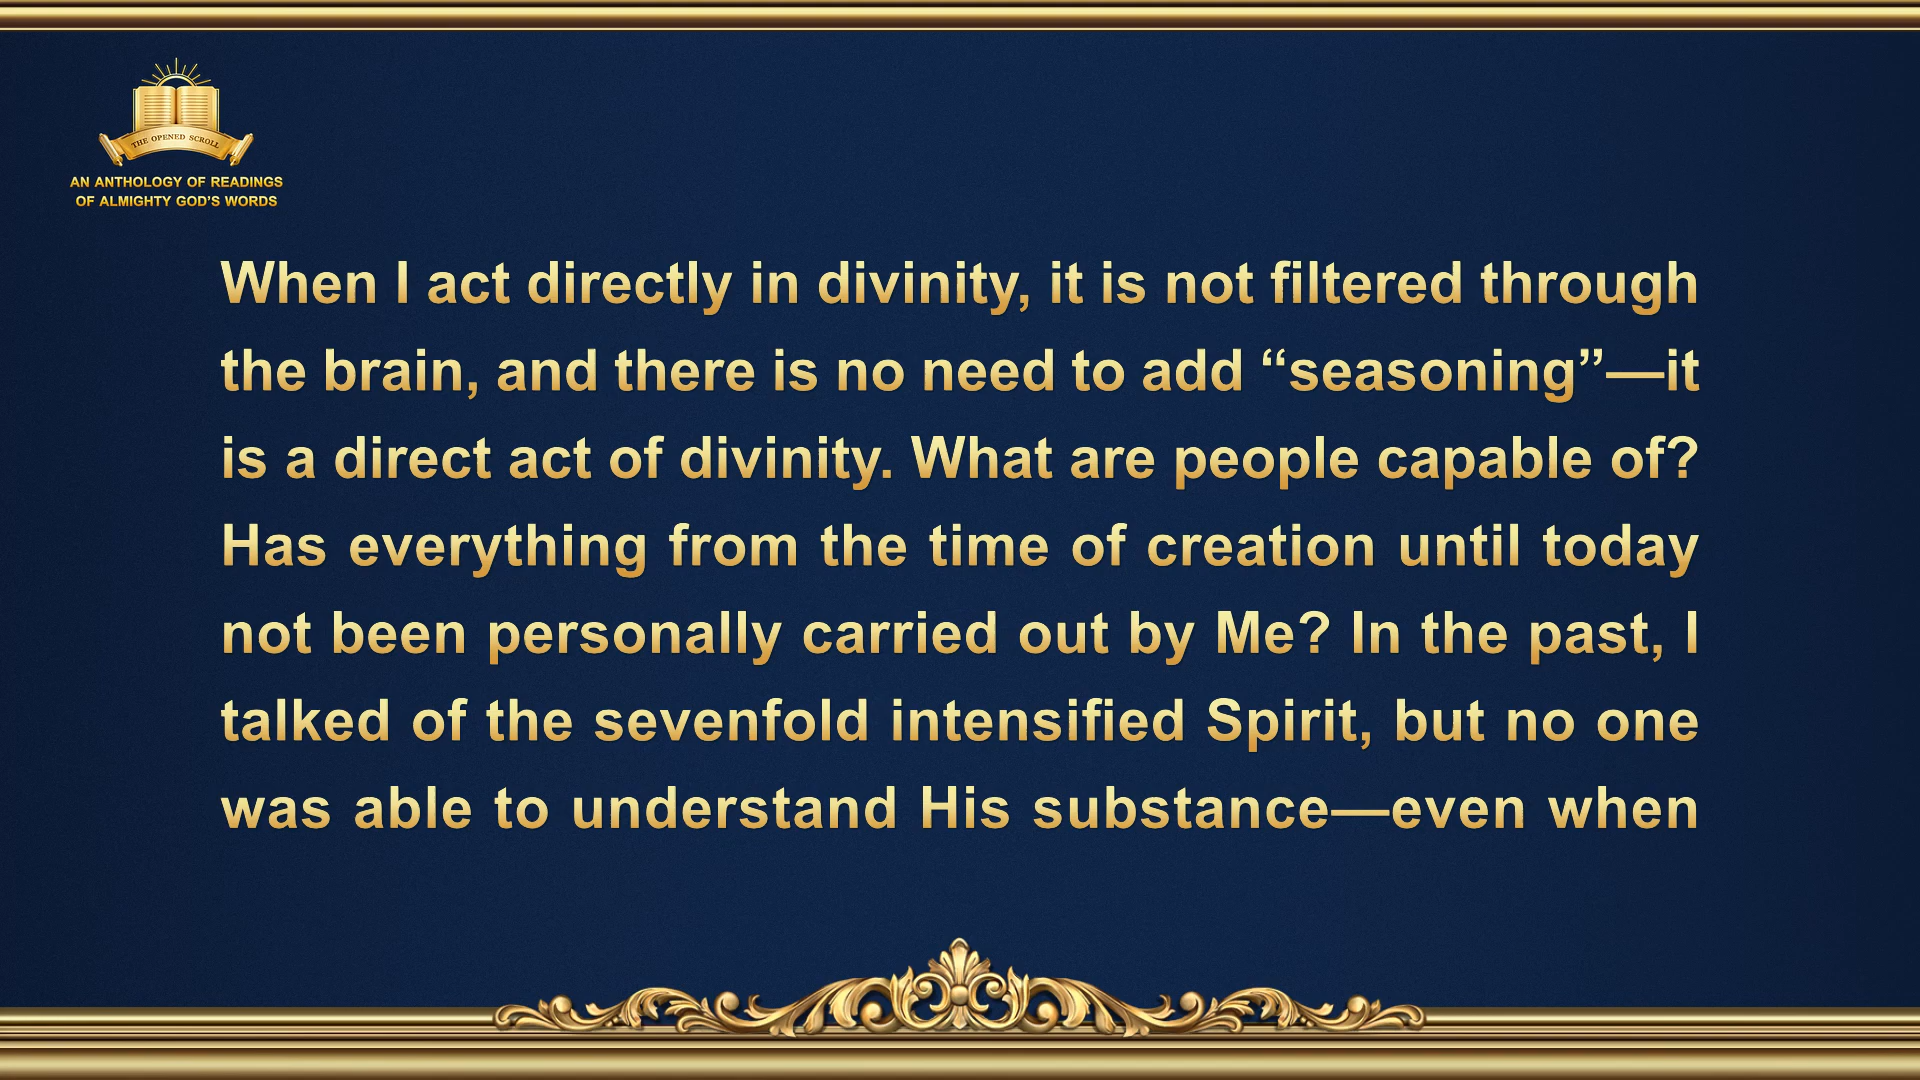 THE OPENED SCROLL
AN ANTHOLOGY OF READINGS
OF ALMIGHTY GOD’S WORDS
When I act directly in divinity, it is not filtered through
the brain, and there is no need to add “seasoning”—it
is a direct act of divinity. What are people capable of?
Has everything from the time of creation until today
not been personally carried out by Me? In the past, I
talked of the sevenfold intensified Spirit, but no one
was able to understand His substance—even when